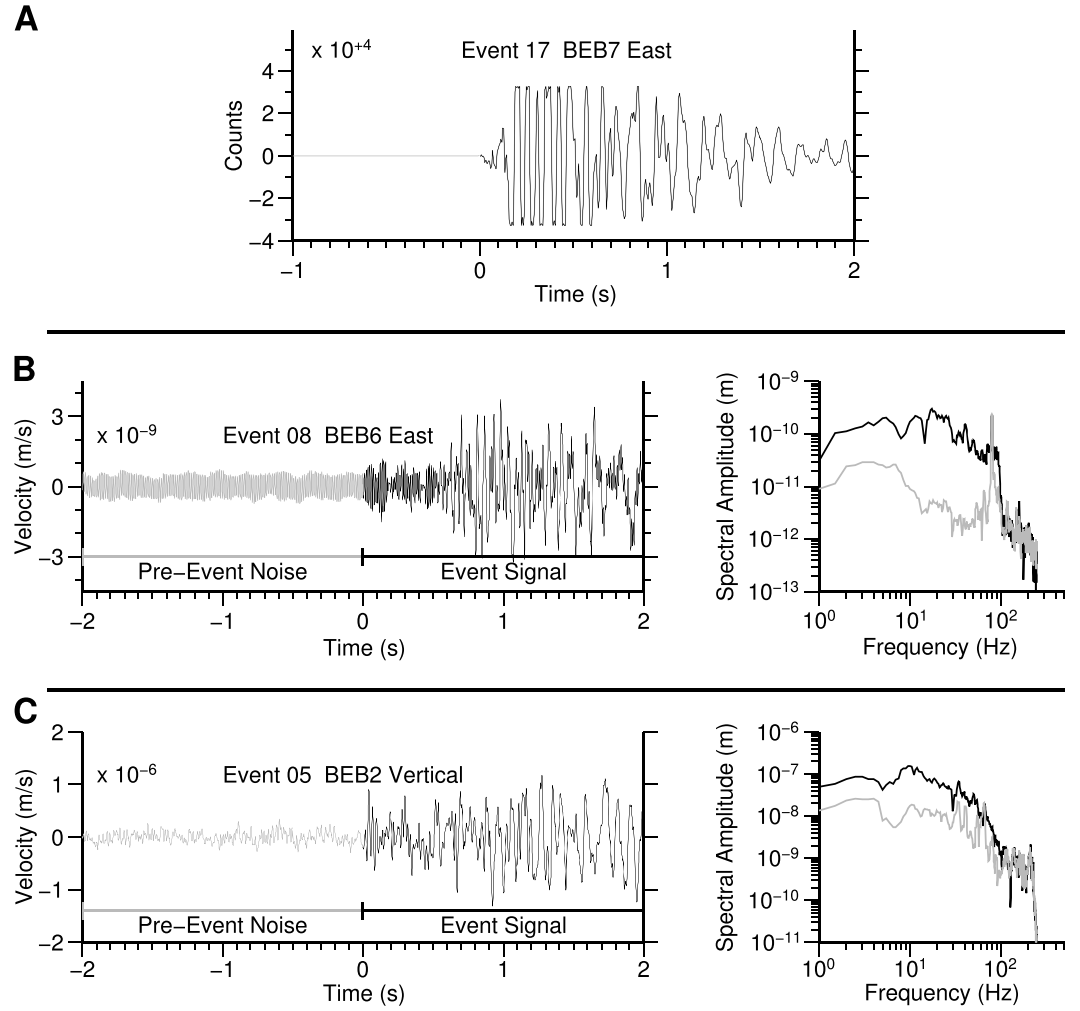 A
x 10⁺⁴
Event 17 BEB7 East
Counts
4
2
0
−2
−4
−1
0
1
2
Time (s)
B
x 10⁻⁹
Event 08 BEB6 East
Velocity (m/s)
3
0
−3
Pre−Event Noise
Event Signal
−2
−1
0
1
2
Time (s)
Spectral Amplitude (m)
10⁻⁹
10⁻¹⁰
10⁻¹¹
10⁻¹²
10⁻¹³
10⁰
10¹
10²
Frequency (Hz)
C
x 10⁻⁶
Event 05 BEB2 Vertical
Velocity (m/s)
2
1
0
−1
−2
Pre−Event Noise
Event Signal
−2
−1
0
1
2
Time (s)
Spectral Amplitude (m)
10⁻⁶
10⁻⁷
10⁻⁸
10⁻⁹
10⁻¹⁰
10⁻¹¹
10⁰
10¹
10²
Frequency (Hz)